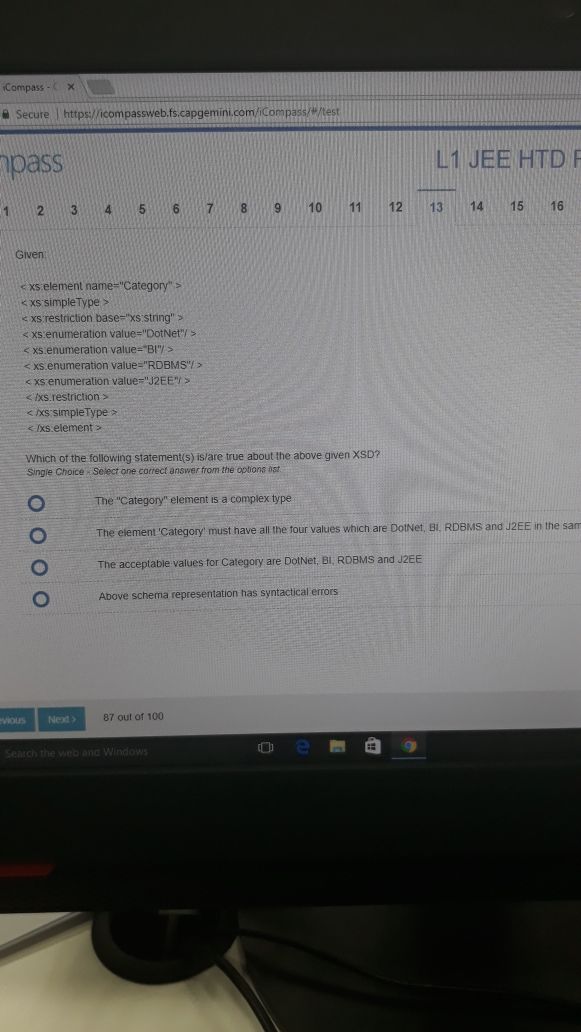 iCompass - C x
Secure | https://icompassweb.fs.capgemini.com/iCompass/#/test
mpass L1 JEE HTD
1 2 3 4 5 6 7 8 9 10 11 12 13 14 15 16
Given:
< xs:element name="Category" >
< xs:simpleType >
< xs:restriction base="xs:string" >
< xs:enumeration value="DotNet"/ >
< xs:enumeration value="BI"/ >
< xs:enumeration value="RDBMS"/ >
< xs:enumeration value="J2EE"/ >
< /xs:restriction >
< /xs:simpleType >
< /xs:element >
Which of the following statement(s) is/are true about the above given XSD?
Single Choice - Select one correct answer from the options list.
The "Category" element is a complex type
The element 'Category' must have all the four values which are DotNet, BI, RDBMS and J2EE in the sam
The acceptable values for Category are DotNet, BI, RDBMS and J2EE
Above schema representation has syntactical errors
evious Next > 87 out of 100
Search the web and Windows